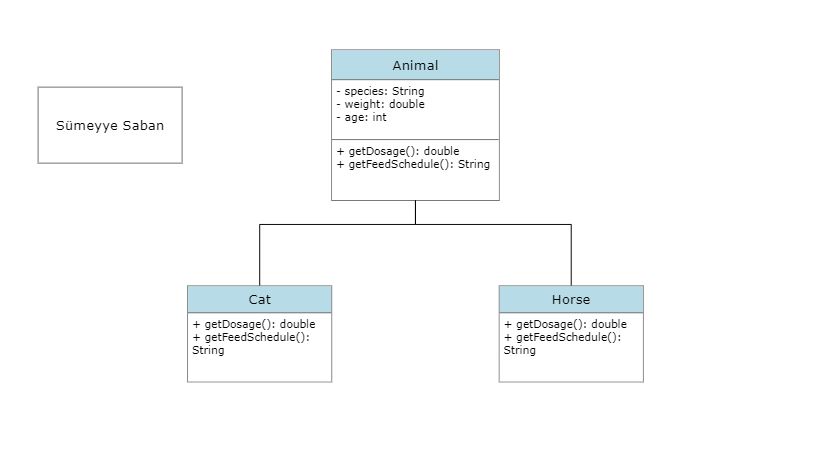 Animal
- species: String
- weight: double
- age: int
+ getDosage(): double
+ getFeedSchedule(): String
Sümeyye Saban
Cat
+ getDosage(): double
+ getFeedSchedule():
String
Horse
+ getDosage(): double
+ getFeedSchedule():
String